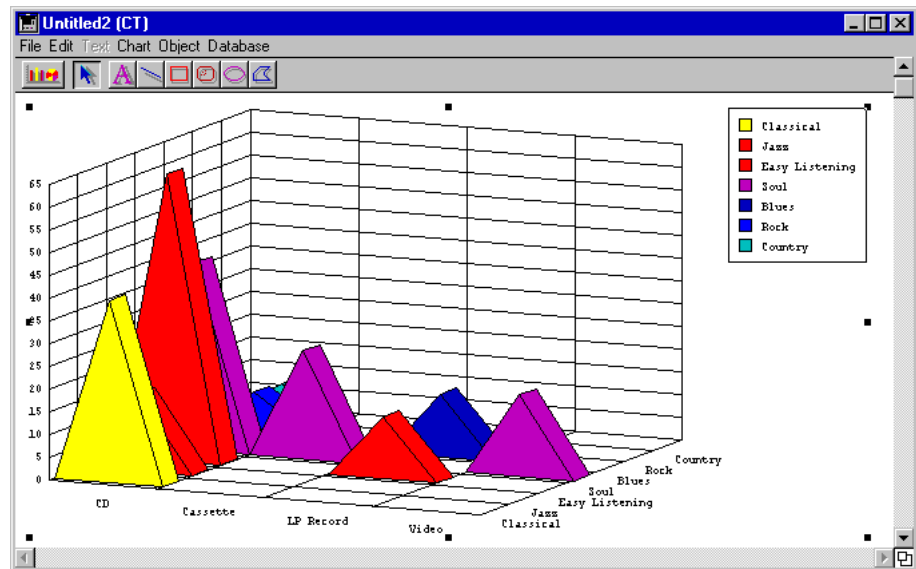 Untitled2 (CT)
File Edit Text Chart Object Database
A
Classical
Jazz
Easy Listening
Soul
Blues
Rock
Country
65
60
55
50
45
40
35
30
25
20
15
10
5
0
CD
Cassette
LP Record
Video
Classical
Jazz
Easy Listening
Soul
Blues
Rock
Country